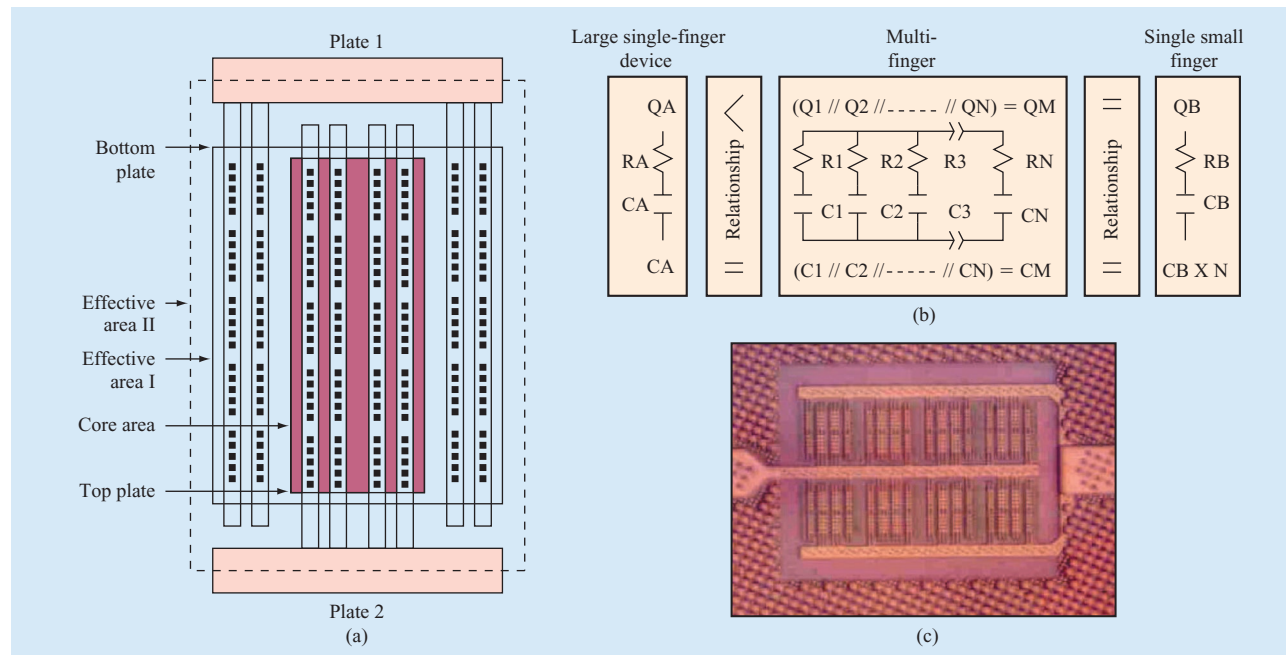 Plate 1
Bottom
plate
Effective
area II
Effective
area I
Core area
Top plate
Plate 2
(a)
Large single-finger
device
Multi-
finger
Single small
finger
QA
RA
CA
CA
Relationship
(Q1 // Q2 // ----- // QN) = QM
R1
R2
R3
RN
C1
C2
C3
CN
(C1 // C2 // ----- // CN) = CM
Relationship
=
=
<
=
QB
RB
CB
CB X N
(b)
(c)